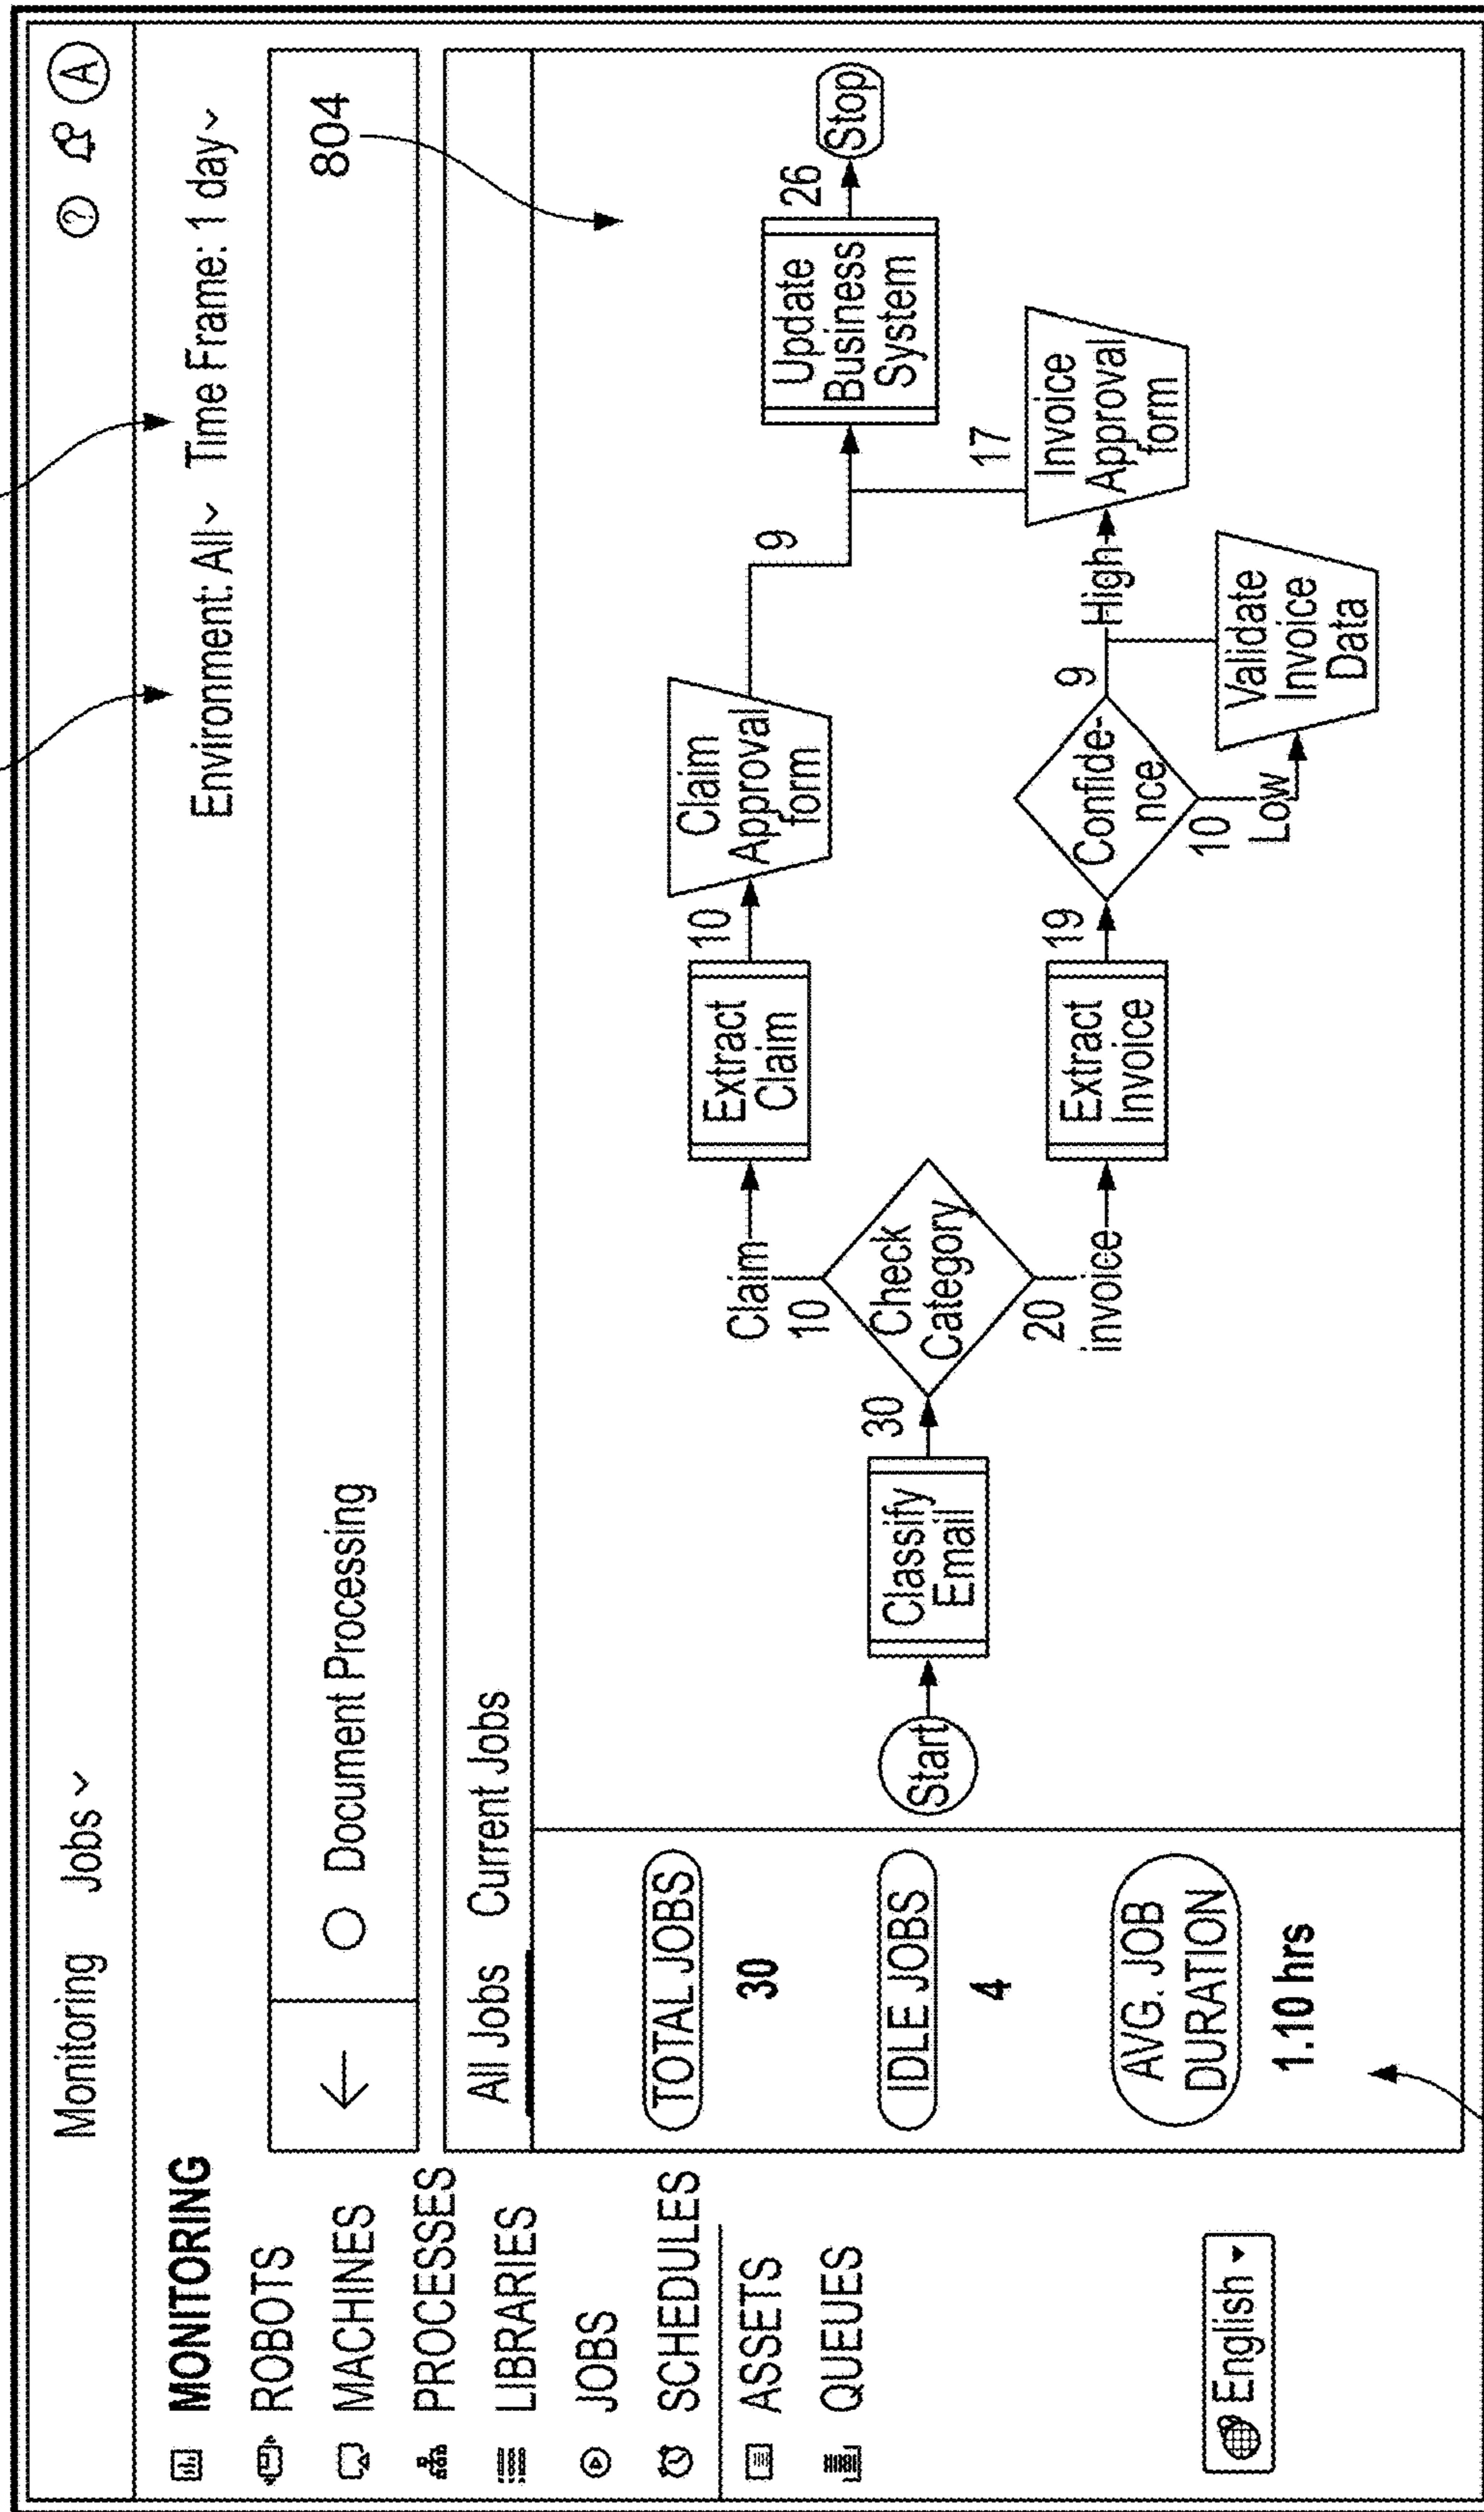 Monitoring Jobs
?
A
MONITORING
ROBOTS
MACHINES
PROCESSES
LIBRARIES
JOBS
SCHEDULES
ASSETS
QUEUES
English
Environment: All Time Frame: 1 day
Document Processing
804
All Jobs Current Jobs
TOTAL JOBS
30
IDLE JOBS
4
AVG. JOB
DURATION
1.10 hrs
Start
Classify
Email
30
Check
Category
10
Claim
20
invoice
Extract
Claim
10
Claim
Approval
form
9
Extract
Invoice
19
Confide-
nce
9
High
10
Low
Validate
Invoice
Data
Invoice
Approval
form
17
Update
Business
System
26
Stop